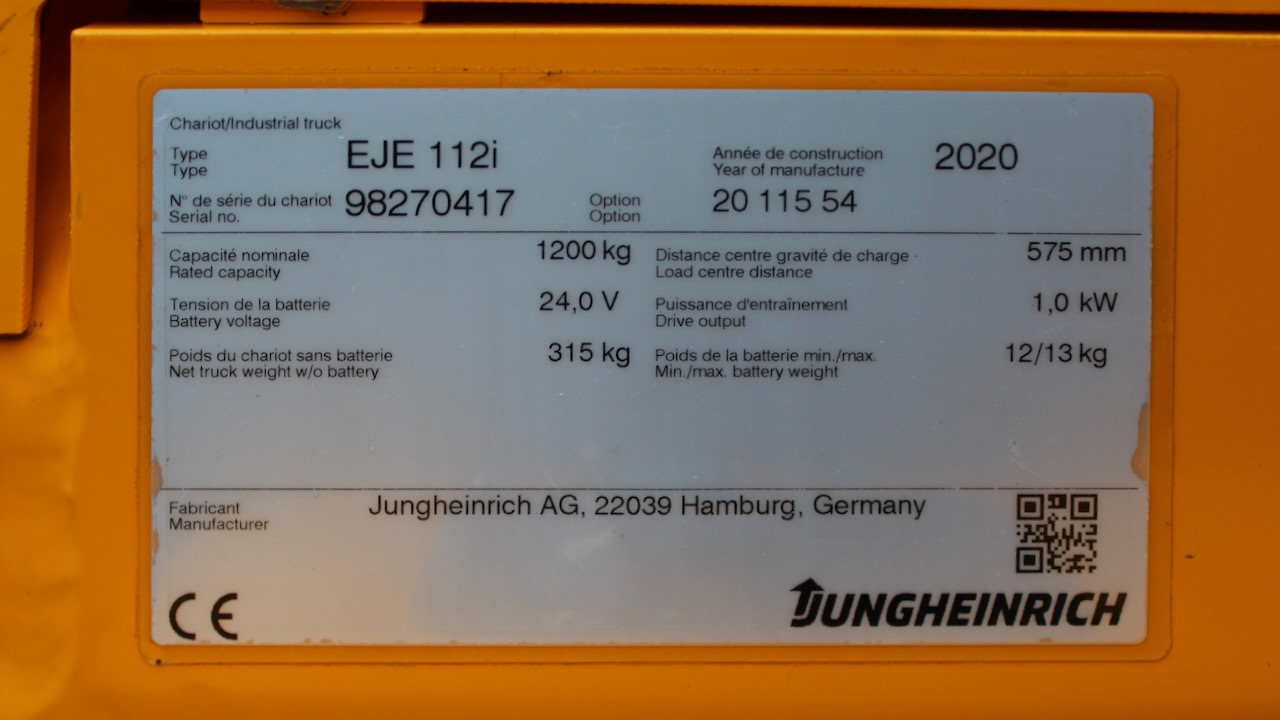 Chariot/Industrial truck
Type EJE 112i Année de construction 2020
Type Year of manufacture
N° de série du chariot 98270417 Option 20 115 54
Serial no. Option
Capacité nominale 1200 kg Distance centre gravité de charge 575 mm
Rated capacity Load centre distance
Tension de la batterie 24,0 V Puissance d'entraînement 1,0 kW
Battery voltage Drive output
Poids du chariot sans batterie 315 kg Poids de la batterie min./max. 12/13 kg
Net truck weight w/o battery Min./max. battery weight
Fabricant Jungheinrich AG, 22039 Hamburg, Germany
Manufacturer
CE JUNGHEINRICH